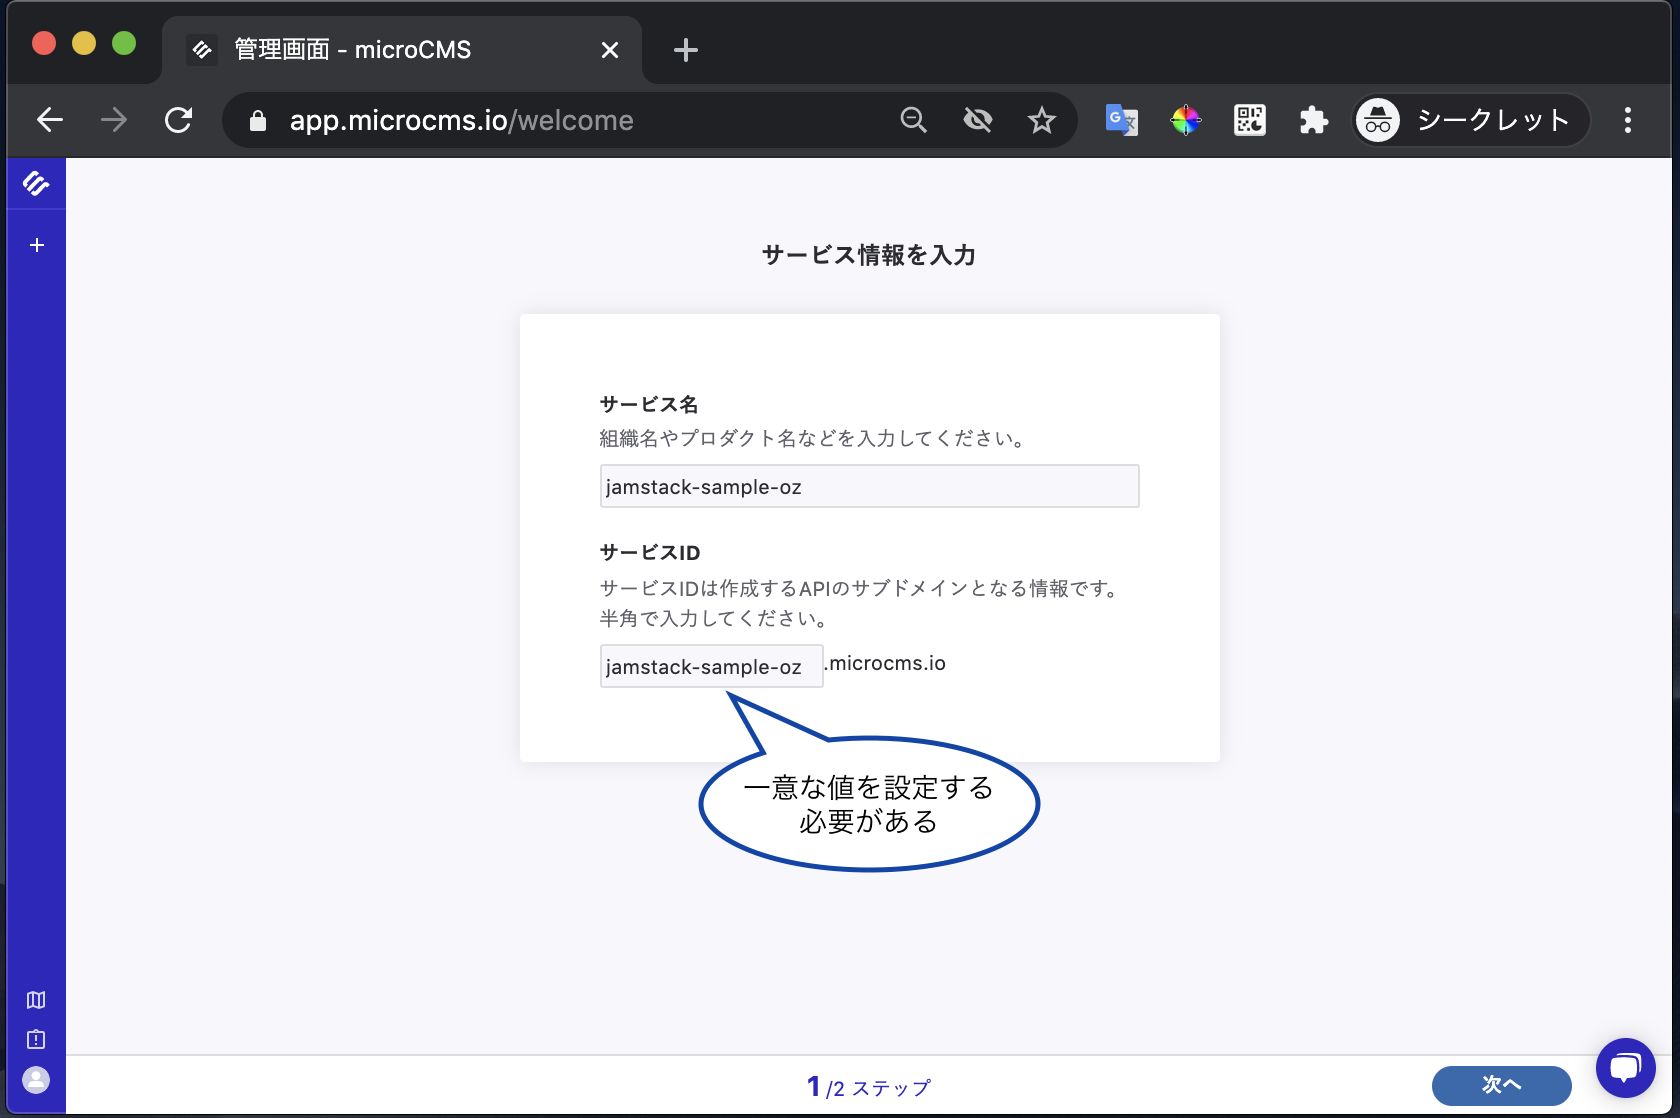 管理画面 - microCMS
app.microcms.io/welcome
シークレット
サービス情報を入力
サービス名
組織名やプロダクト名などを入力してください。
jamstack-sample-oz
サービスID
サービスIDは作成するAPIのサブドメインとなる情報です。
半角で入力してください。
jamstack-sample-oz.microcms.io
一意な値を設定する
必要がある
1/2 ステップ
次へ